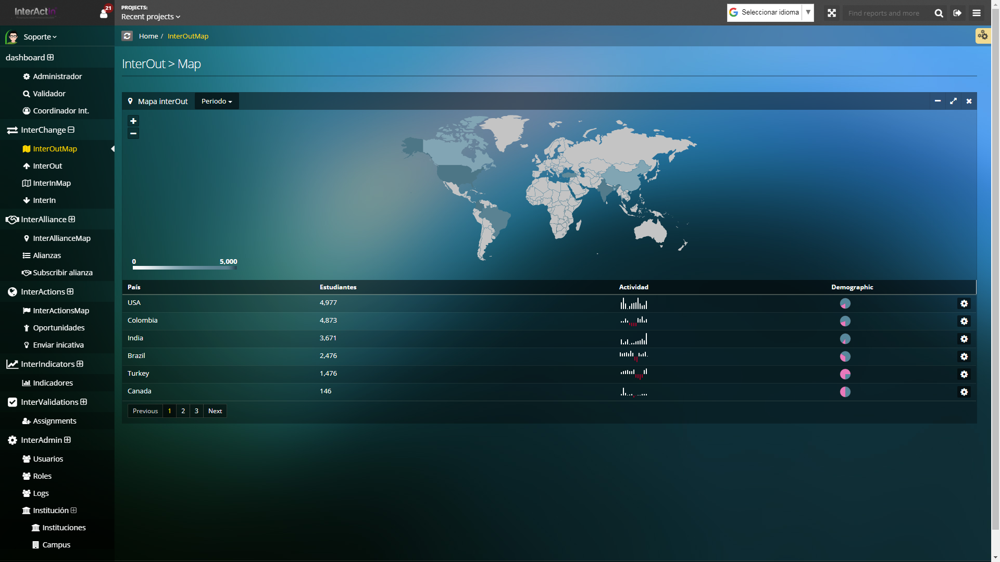 InterActin
21
PROJECTS:
Recent projects
Seleccionar idioma
Find reports and more
Soporte
Home / InterOutMap
dashboard
Administrador
Validador
Coordinador Int.
InterChange
InterOutMap
InterOut
InterInMap
InterIn
InterAlliance
InterAllianceMap
Alianzas
Subscribir alianza
InterActions
InterActionsMap
Oportunidades
Enviar inicativa
InterIndicators
Indicadores
InterValidations
Assignments
InterAdmin
Usuarios
Roles
Logs
Institución
Instituciones
Campus
InterOut > Map
Mapa interOut Periodo
+
−
0 5,000
País Estudiantes Actividad Demographic
USA 4,977
Colombia 4,873
India 3,671
Brazil 2,476
Turkey 1,476
Canada 146
Previous 1 2 3 Next